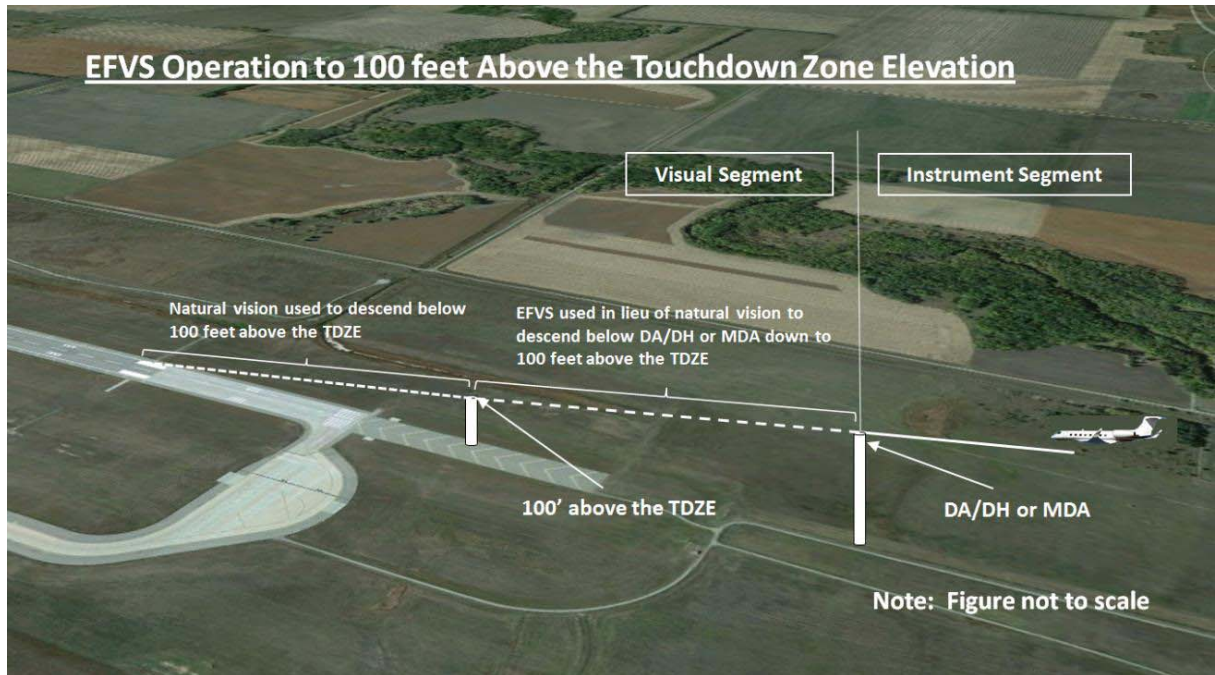 EFVS Operation to 100 feet Above the Touchdown Zone Elevation
Visual Segment
Instrument Segment
Natural vision used to descend below
100 feet above the TDZE
EFVS used in lieu of natural vision to
descend below DA/DH or MDA down to
100 feet above the TDZE
100’ above the TDZE
DA/DH or MDA
Note: Figure not to scale